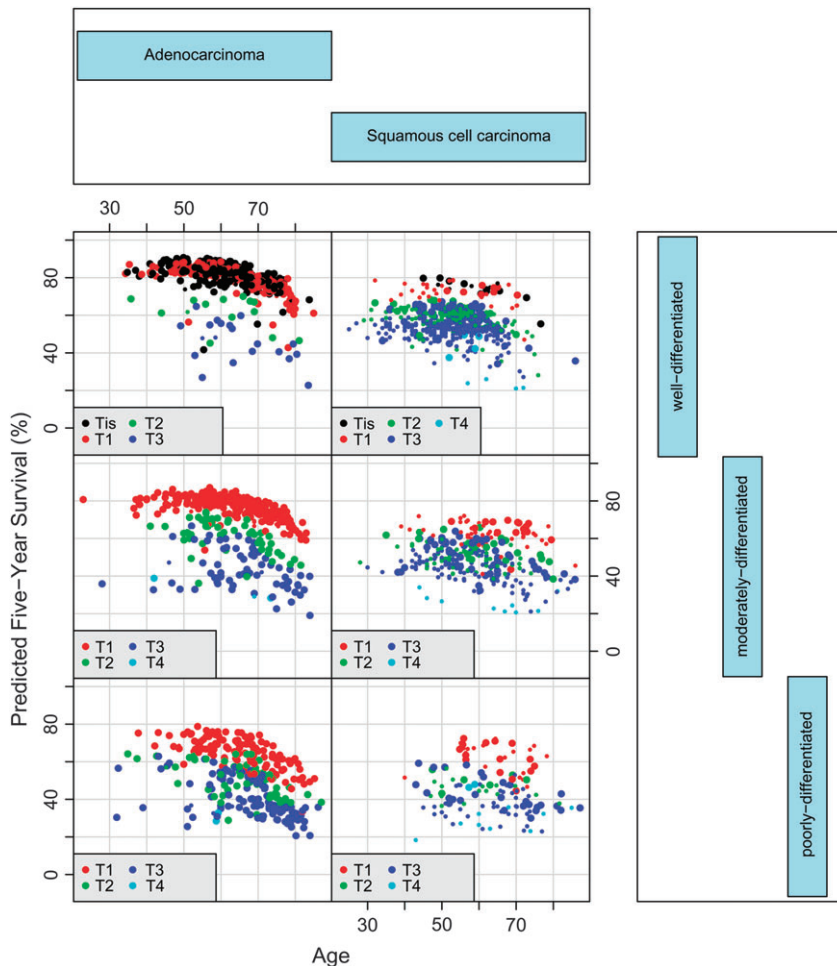 Adenocarcinoma
Squamous cell carcinoma
30 50 70
80
40
0
Tis T2
T1 T3
Tis T2 T4
T1 T3
well−differentiated
80
40
0
T1 T3
T2 T4
T1 T3
T2 T4
moderately−differentiated
80
40
0
T1 T3
T2 T4
T1 T3
T2 T4
poorly−differentiated
30 50 70
Predicted Five−Year Survival (%)
Age